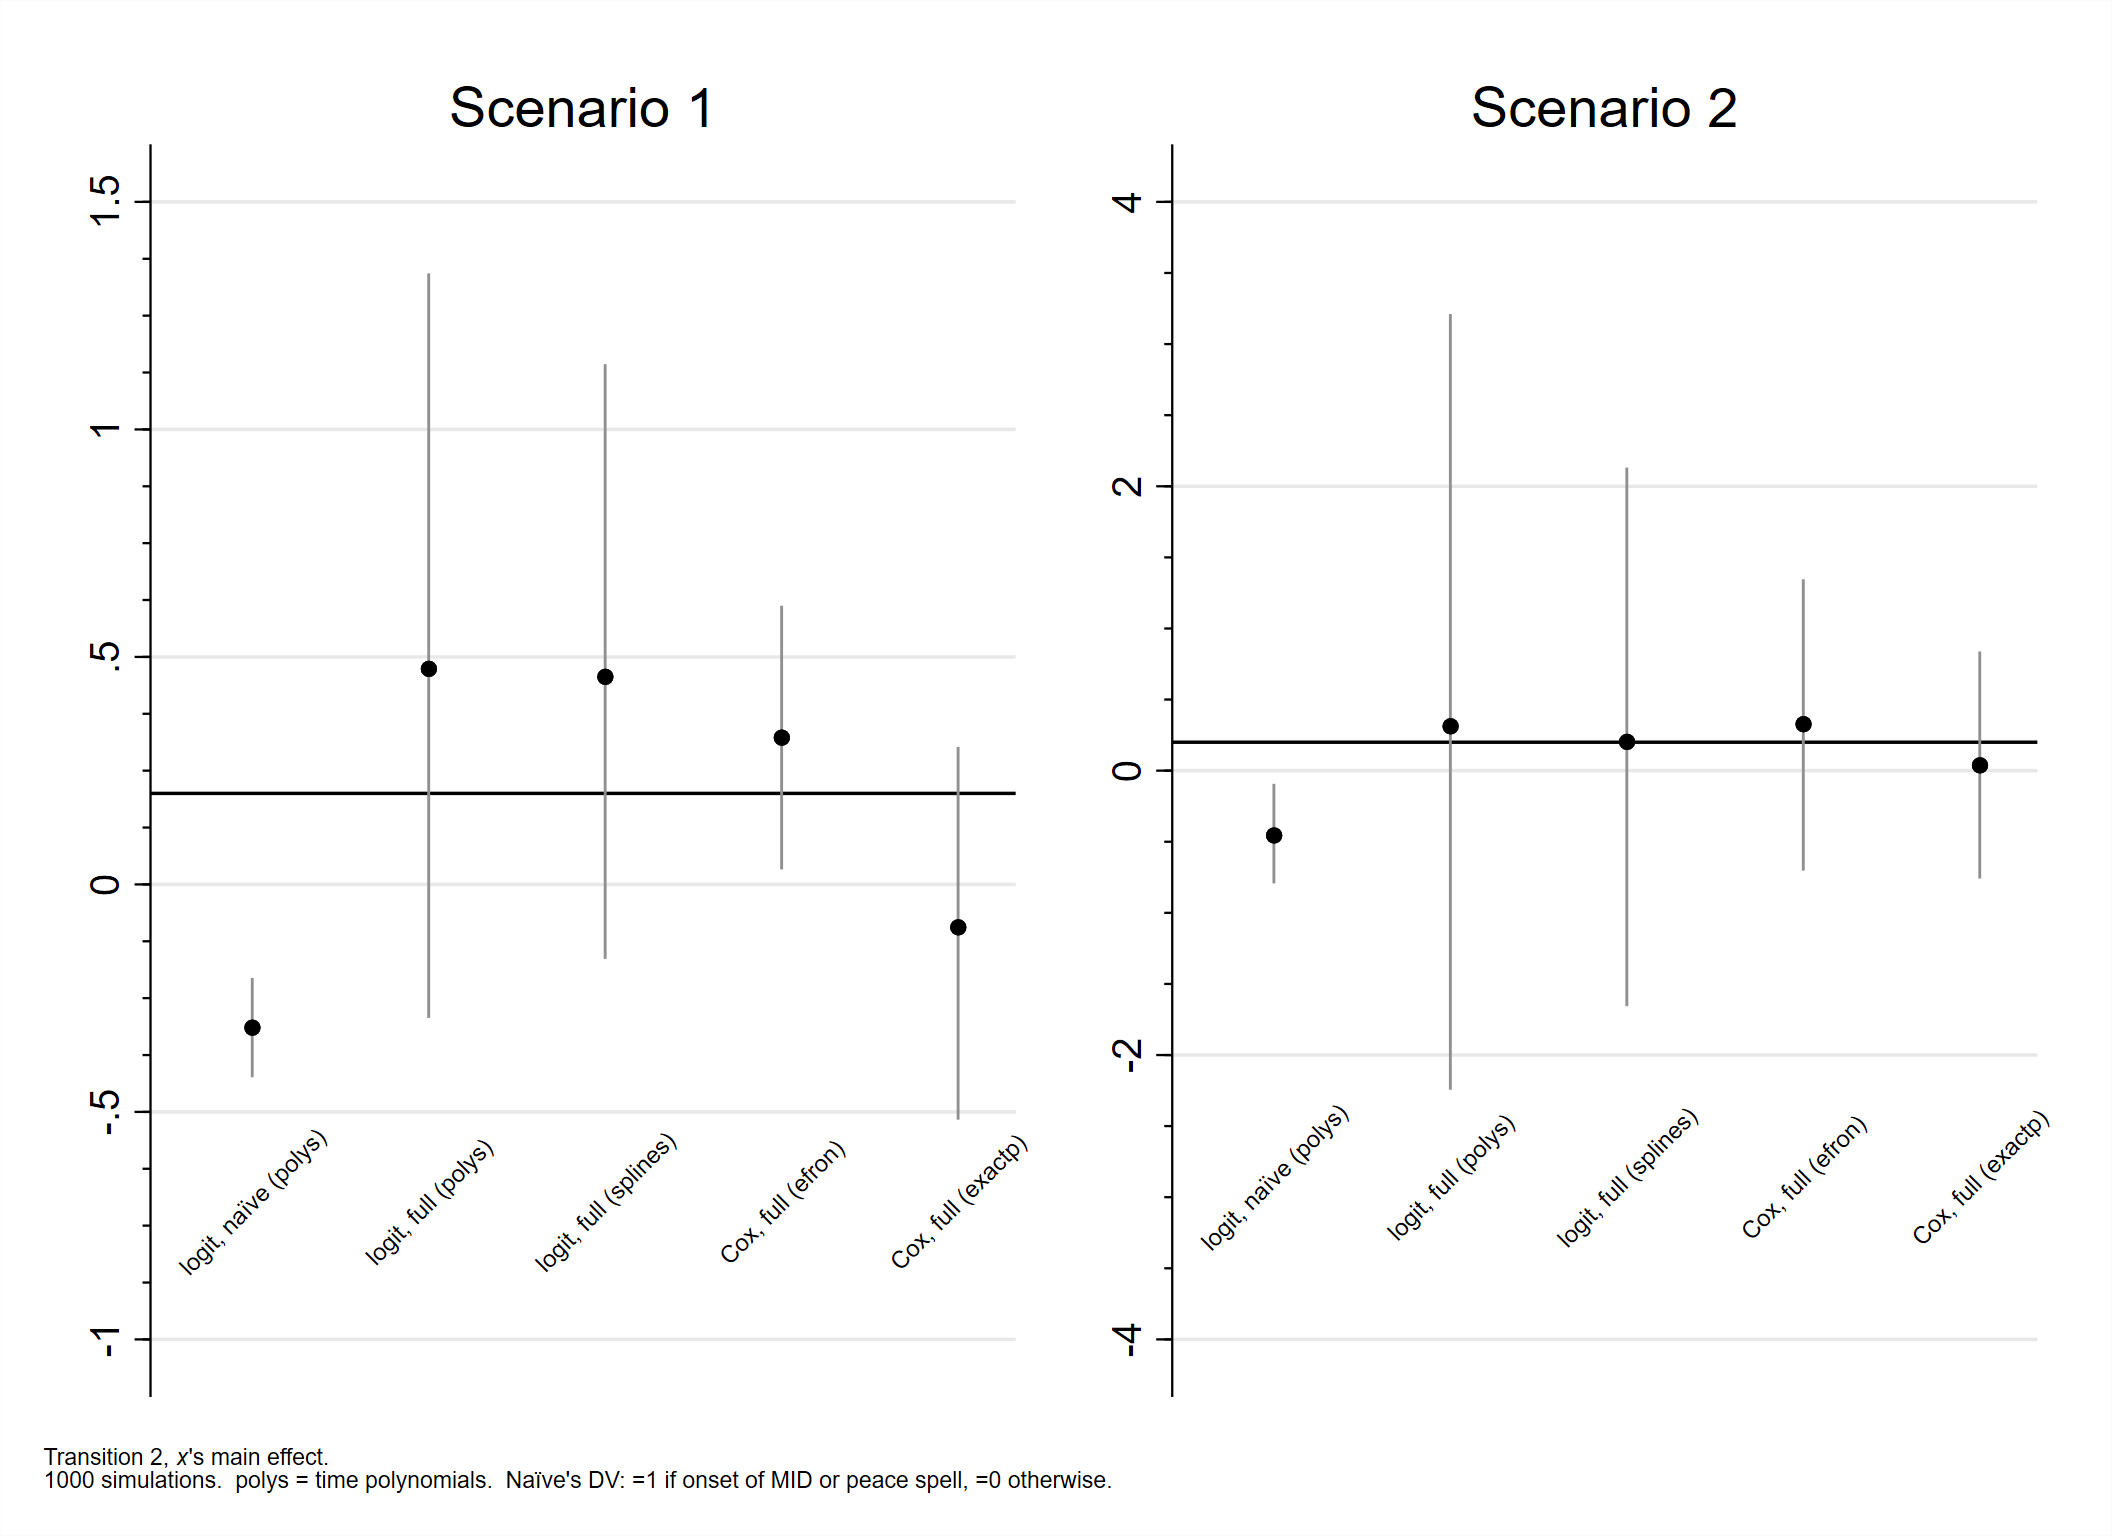 Scenario 1
1.5
1
.5
0
-.5
-1
logit, naïve (polys)
logit, full (polys)
logit, full (splines)
Cox, full (efron)
Cox, full (exactp)
Scenario 2
4
2
0
-2
-4
logit, naïve (polys)
logit, full (polys)
logit, full (splines)
Cox, full (efron)
Cox, full (exactp)
Transition 2, x's main effect.
1000 simulations.  polys = time polynomials.  Naïve's DV: =1 if onset of MID or peace spell, =0 otherwise.